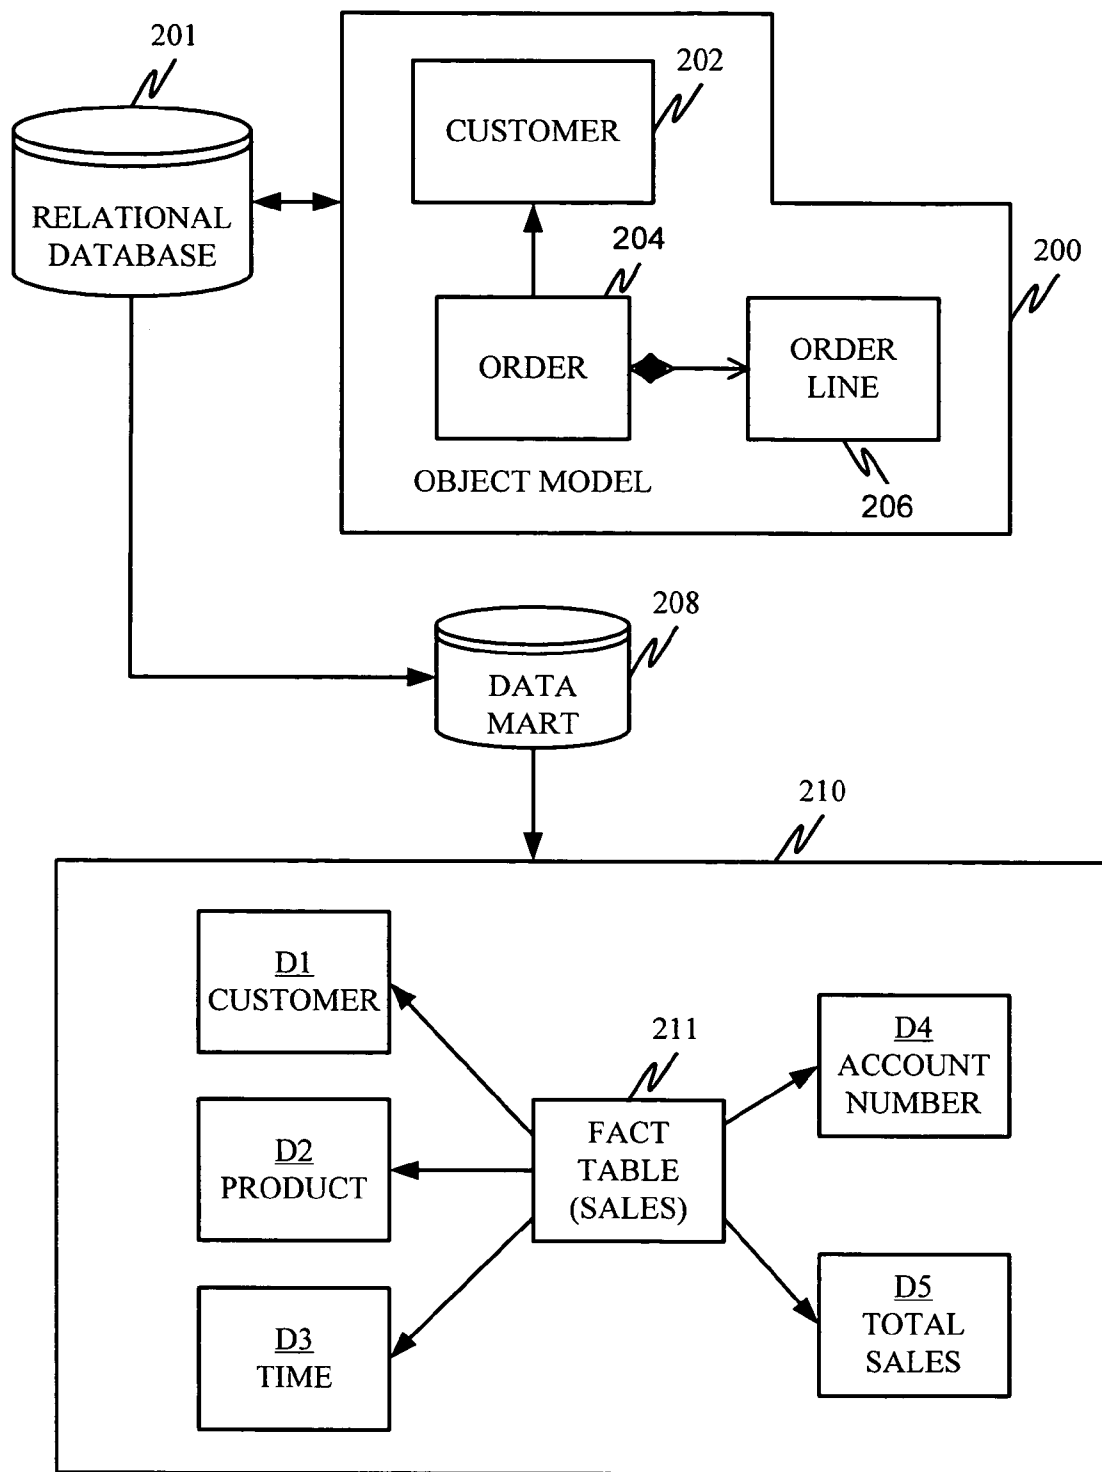 201
202
CUSTOMER
RELATIONAL
DATABASE
204
200
ORDER
ORDER
LINE
OBJECT MODEL
206
208
DATA
MART
210
D1
CUSTOMER
211
D4
ACCOUNT
NUMBER
FACT
TABLE
(SALES)
D2
PRODUCT
D3
TIME
D5
TOTAL
SALES